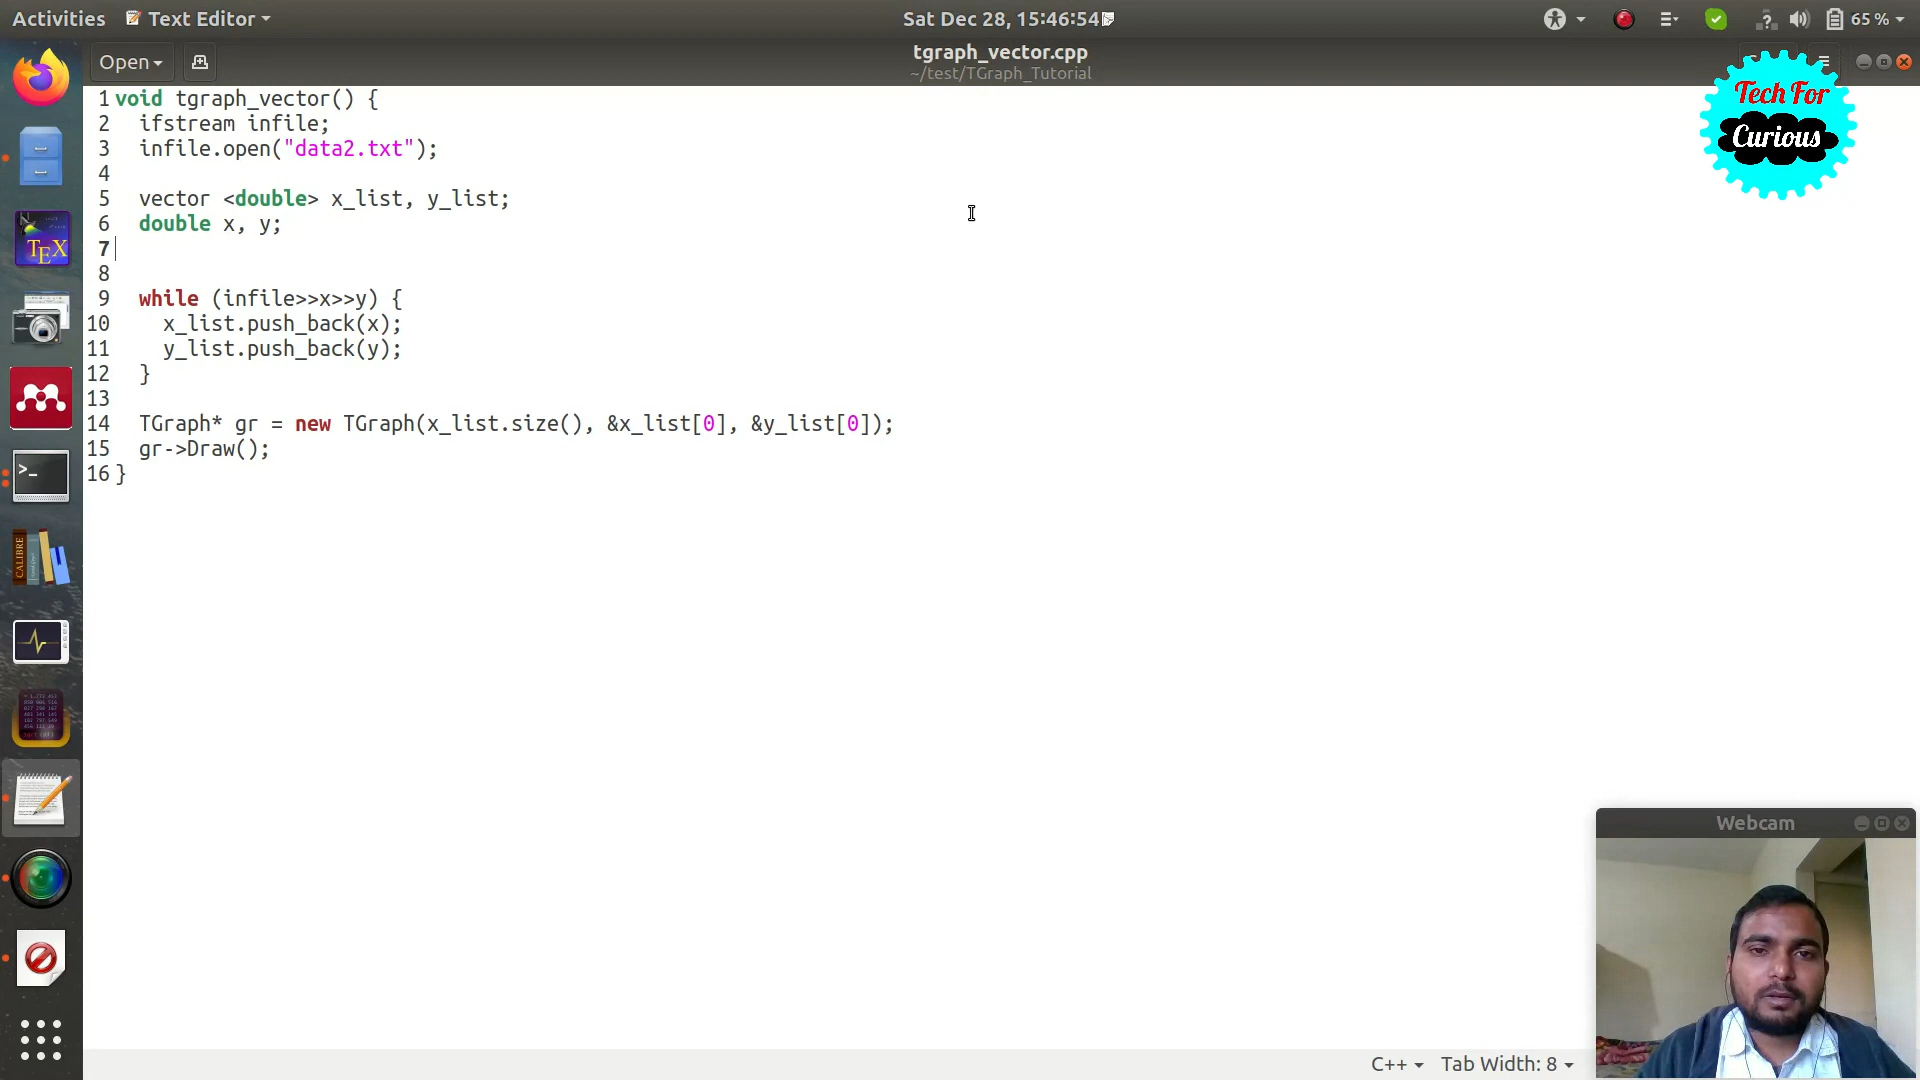 Activities Text Editor Sat Dec 28, 15:46:54 65 %
Open tgraph_vector.cpp
~/test/TGraph_Tutorial
Tech For
Curious
1 void tgraph_vector() {
2 ifstream infile;
3 infile.open("data2.txt");
4
5 vector <double> x_list, y_list;
6 double x, y;
7
8
9 while (infile>>x>>y) {
10 x_list.push_back(x);
11 y_list.push_back(y);
12 }
13
14 TGraph* gr = new TGraph(x_list.size(), &x_list[0], &y_list[0]);
15 gr->Draw();
16 }
TEX
>_
CALIBRE
Webcam
C++ Tab Width: 8